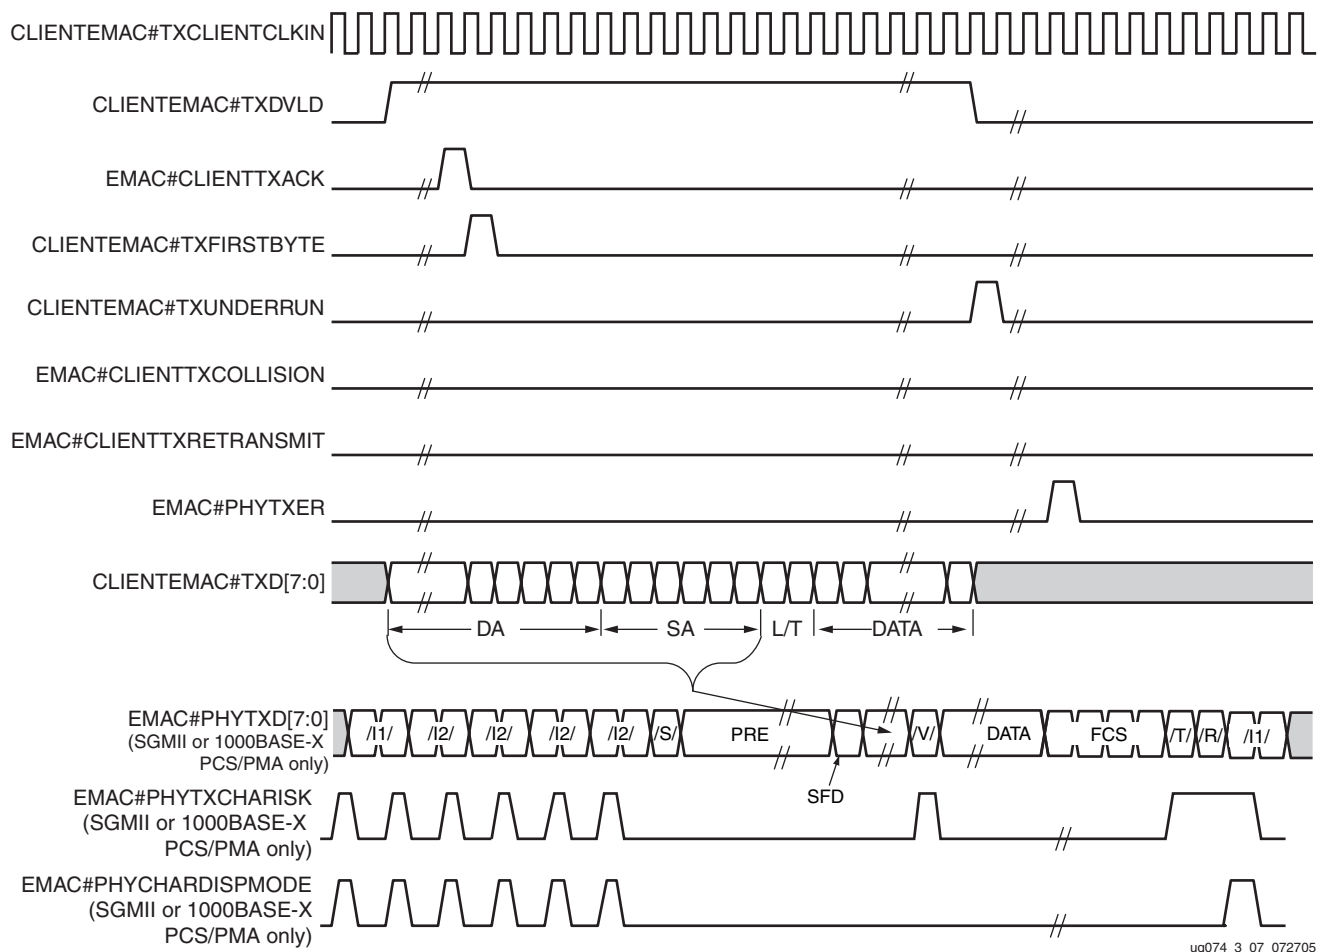 CLIENTEMAC#TXCLIENTCLKIN
CLIENTEMAC#TXDVLD
EMAC#CLIENTTXACK
CLIENTEMAC#TXFIRSTBYTE
CLIENTEMAC#TXUNDERRUN
EMAC#CLIENTTXCOLLISION
EMAC#CLIENTTXRETRANSMIT
EMAC#PHYTXER
CLIENTEMAC#TXD[7:0]
DA SA L/T DATA
EMAC#PHYTXD[7:0]
(SGMII or 1000BASE-X
PCS/PMA only)
/I1/ /I2/ /I2/ /I2/ /I2/ /S/ PRE /V/ DATA FCS /T/ /R/ /I1/
SFD
EMAC#PHYTXCHARISK
(SGMII or 1000BASE-X
PCS/PMA only)
EMAC#PHYCHARDISPMODE
(SGMII or 1000BASE-X
PCS/PMA only)
ug074_3_07_072705